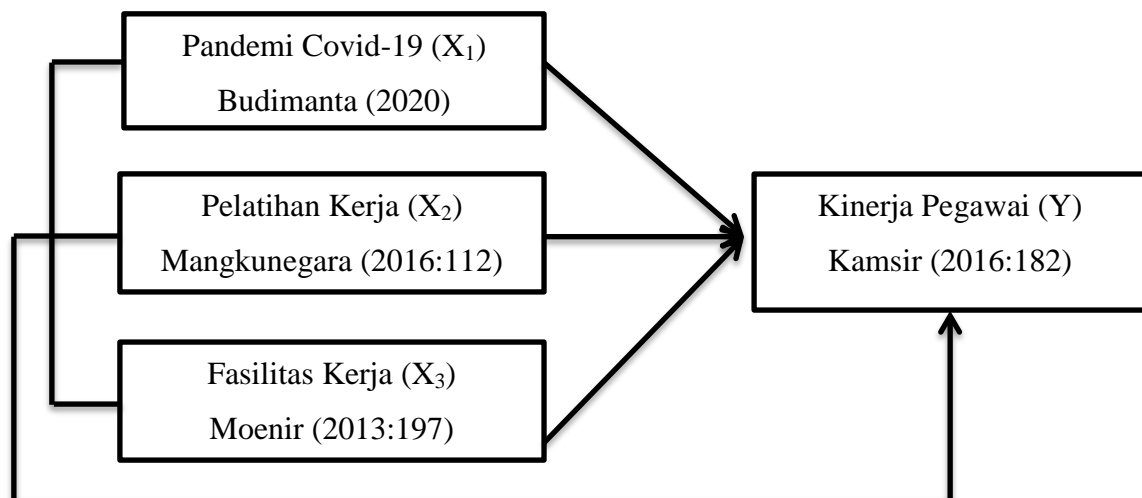 Pandemi Covid-19 (X₁)
Budimanta (2020)
Pelatihan Kerja (X₂)
Mangkunegara (2016:112)
Kinerja Pegawai (Y)
Kamsir (2016:182)
Fasilitas Kerja (X₃)
Moenir (2013:197)